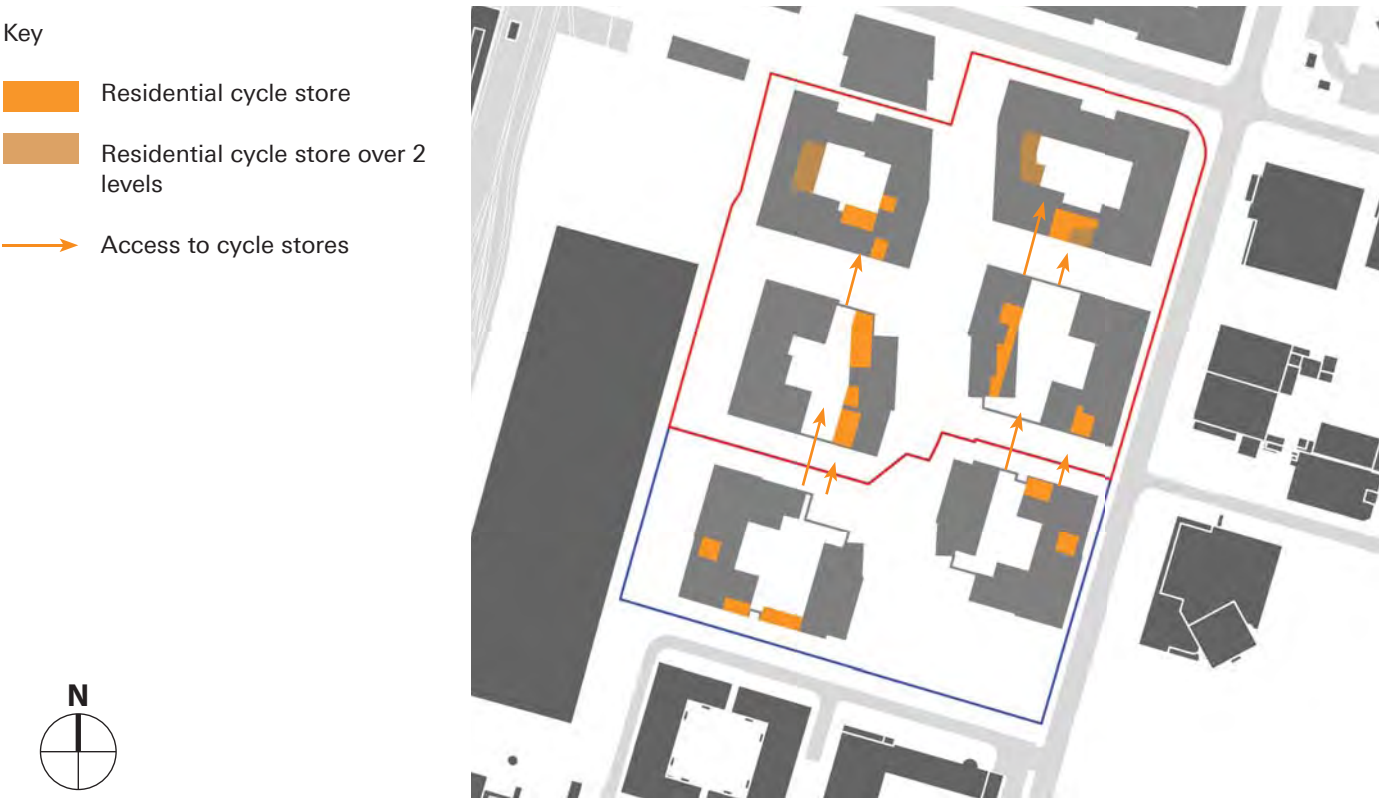 Key
Residential cycle store
Residential cycle store over 2
levels
Access to cycle stores
N